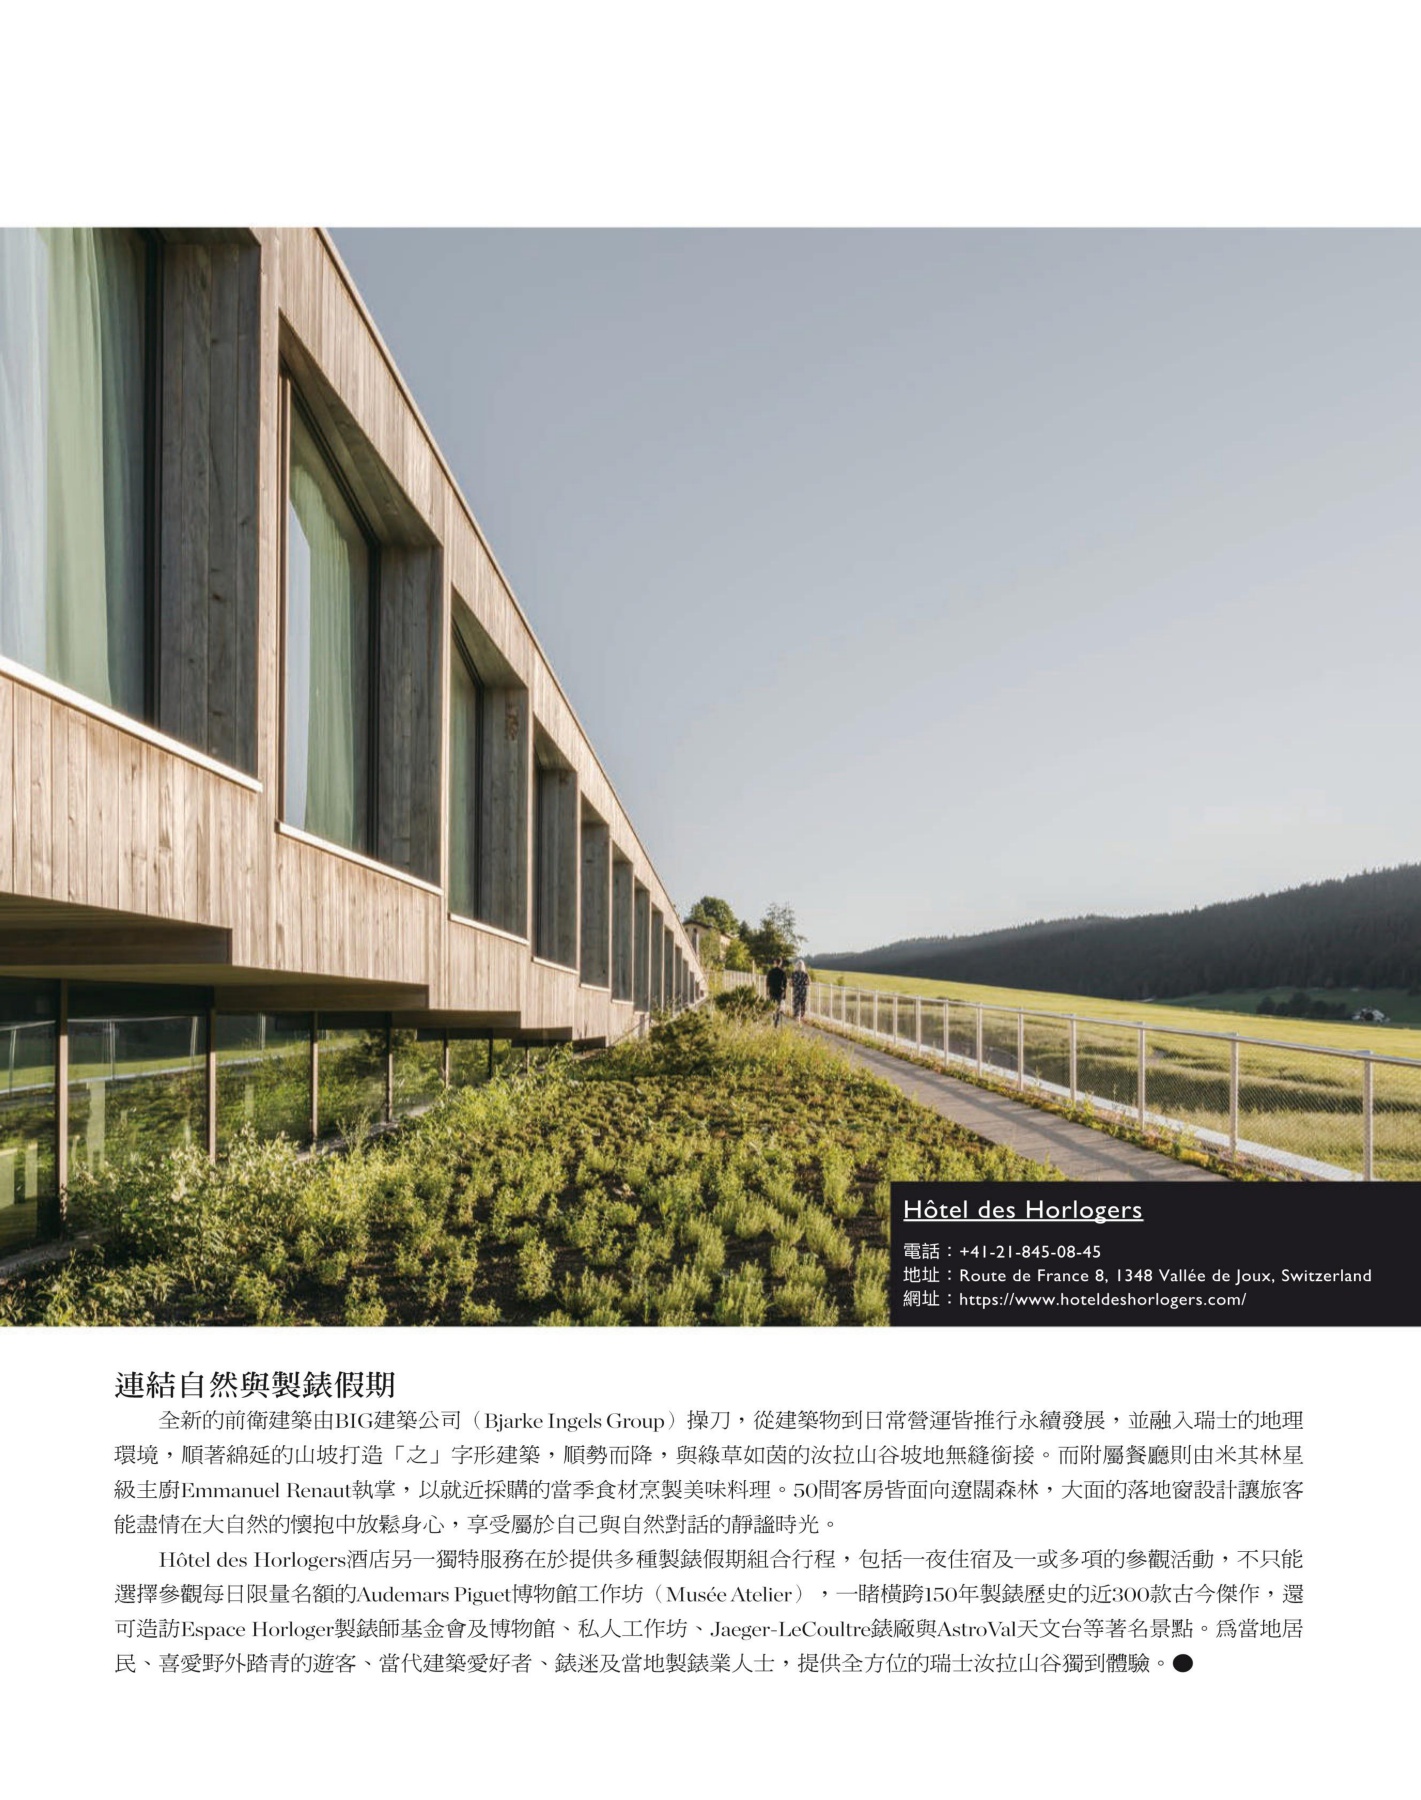 Hôtel des Horlogers
電話：+41-21-845-08-45
地址：Route de France 8, 1348 Vallée de Joux, Switzerland
網址：https://www.hoteldeshorlogers.com/
連結自然與製錶假期
全新的前衛建築由BIG建築公司（Bjarke Ingels Group）操刀，從建築物到日常營運皆推行永續發展，並融入瑞士的地理
環境，順著綿延的山坡打造「之」字形建築，順勢而降，與綠草如茵的汝拉山谷坡地無縫銜接。而附屬餐廳則由米其林星
級主廚Emmanuel Renaut執掌，以就近採購的當季食材烹製美味料理。50間客房皆面向遼闊森林，大面的落地窗設計讓旅客
能盡情在大自然的懷抱中放鬆身心，享受屬於自己與自然對話的靜謐時光。
Hôtel des Horlogers酒店另一獨特服務在於提供多種製錶假期組合行程，包括一夜住宿及一或多項的參觀活動，不只能
選擇參觀每日限量名額的Audemars Piguet博物館工作坊（Musée Atelier），一睹橫跨150年製錶歷史的近300款古今傑作，還
可造訪Espace Horloger製錶師基金會及博物館、私人工作坊、Jaeger-LeCoultre錶廠與AstroVal天文台等著名景點。為當地居
民、喜愛野外踏青的遊客、當代建築愛好者、錶迷及當地製錶業人士，提供全方位的瑞士汝拉山谷獨到體驗。●